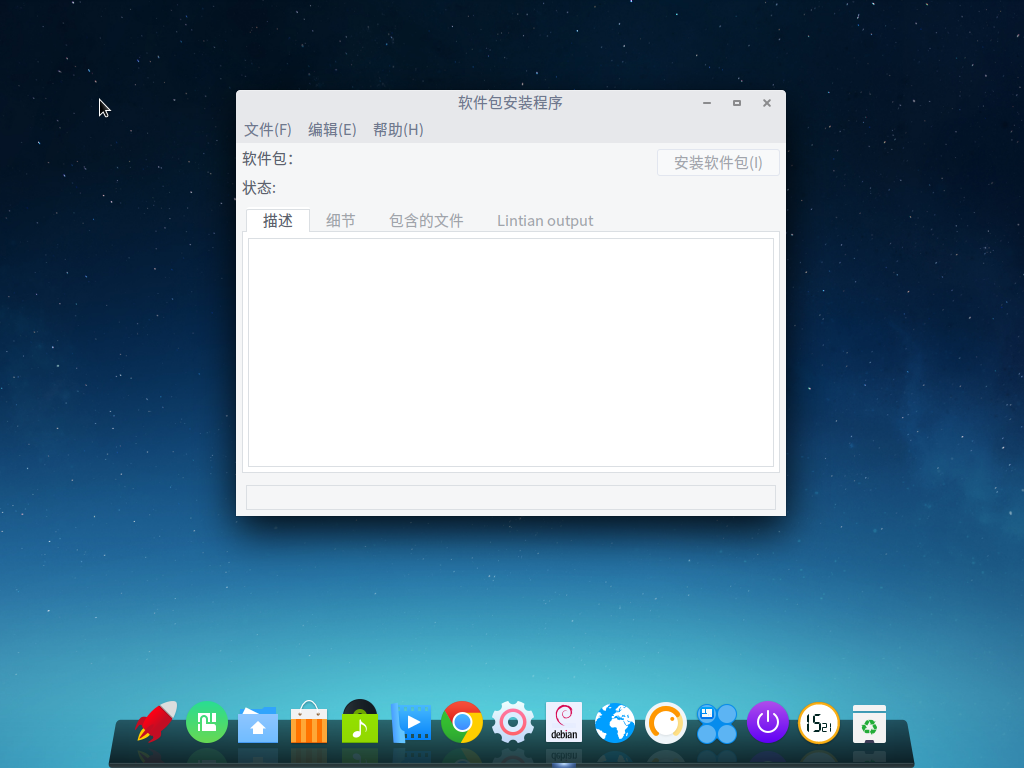 软件包安装程序
文件(F) 编辑(E) 帮助(H)
软件包：
安装软件包(I)
状态:
描述 细节 包含的文件 Lintian output
debian
15 21